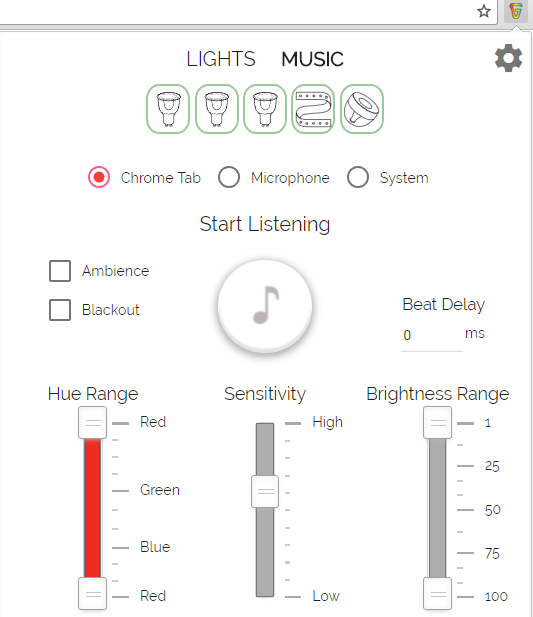 LIGHTS MUSIC
Chrome Tab Microphone System
Start Listening
Ambience
Blackout
Beat Delay
0 ms
Hue Range
Red
Green
Blue
Red
Sensitivity
High
Low
Brightness Range
1
25
50
75
100